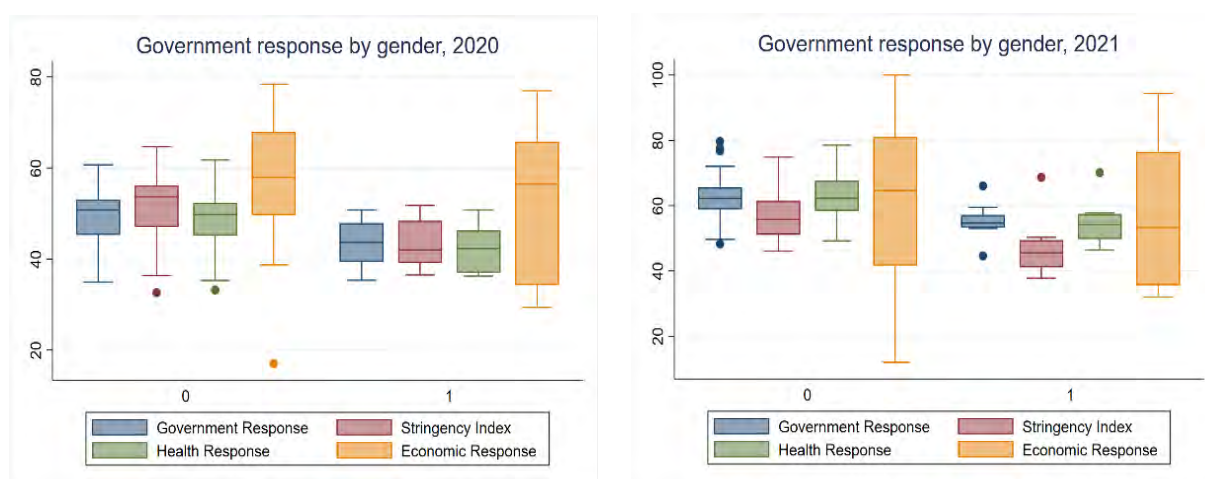 Government response by gender, 2020
80
60
40
20
0 1
Government Response Stringency Index
Health Response Economic Response
Government response by gender, 2021
100
80
60
40
20
0 1
Government Response Stringency Index
Health Response Economic Response